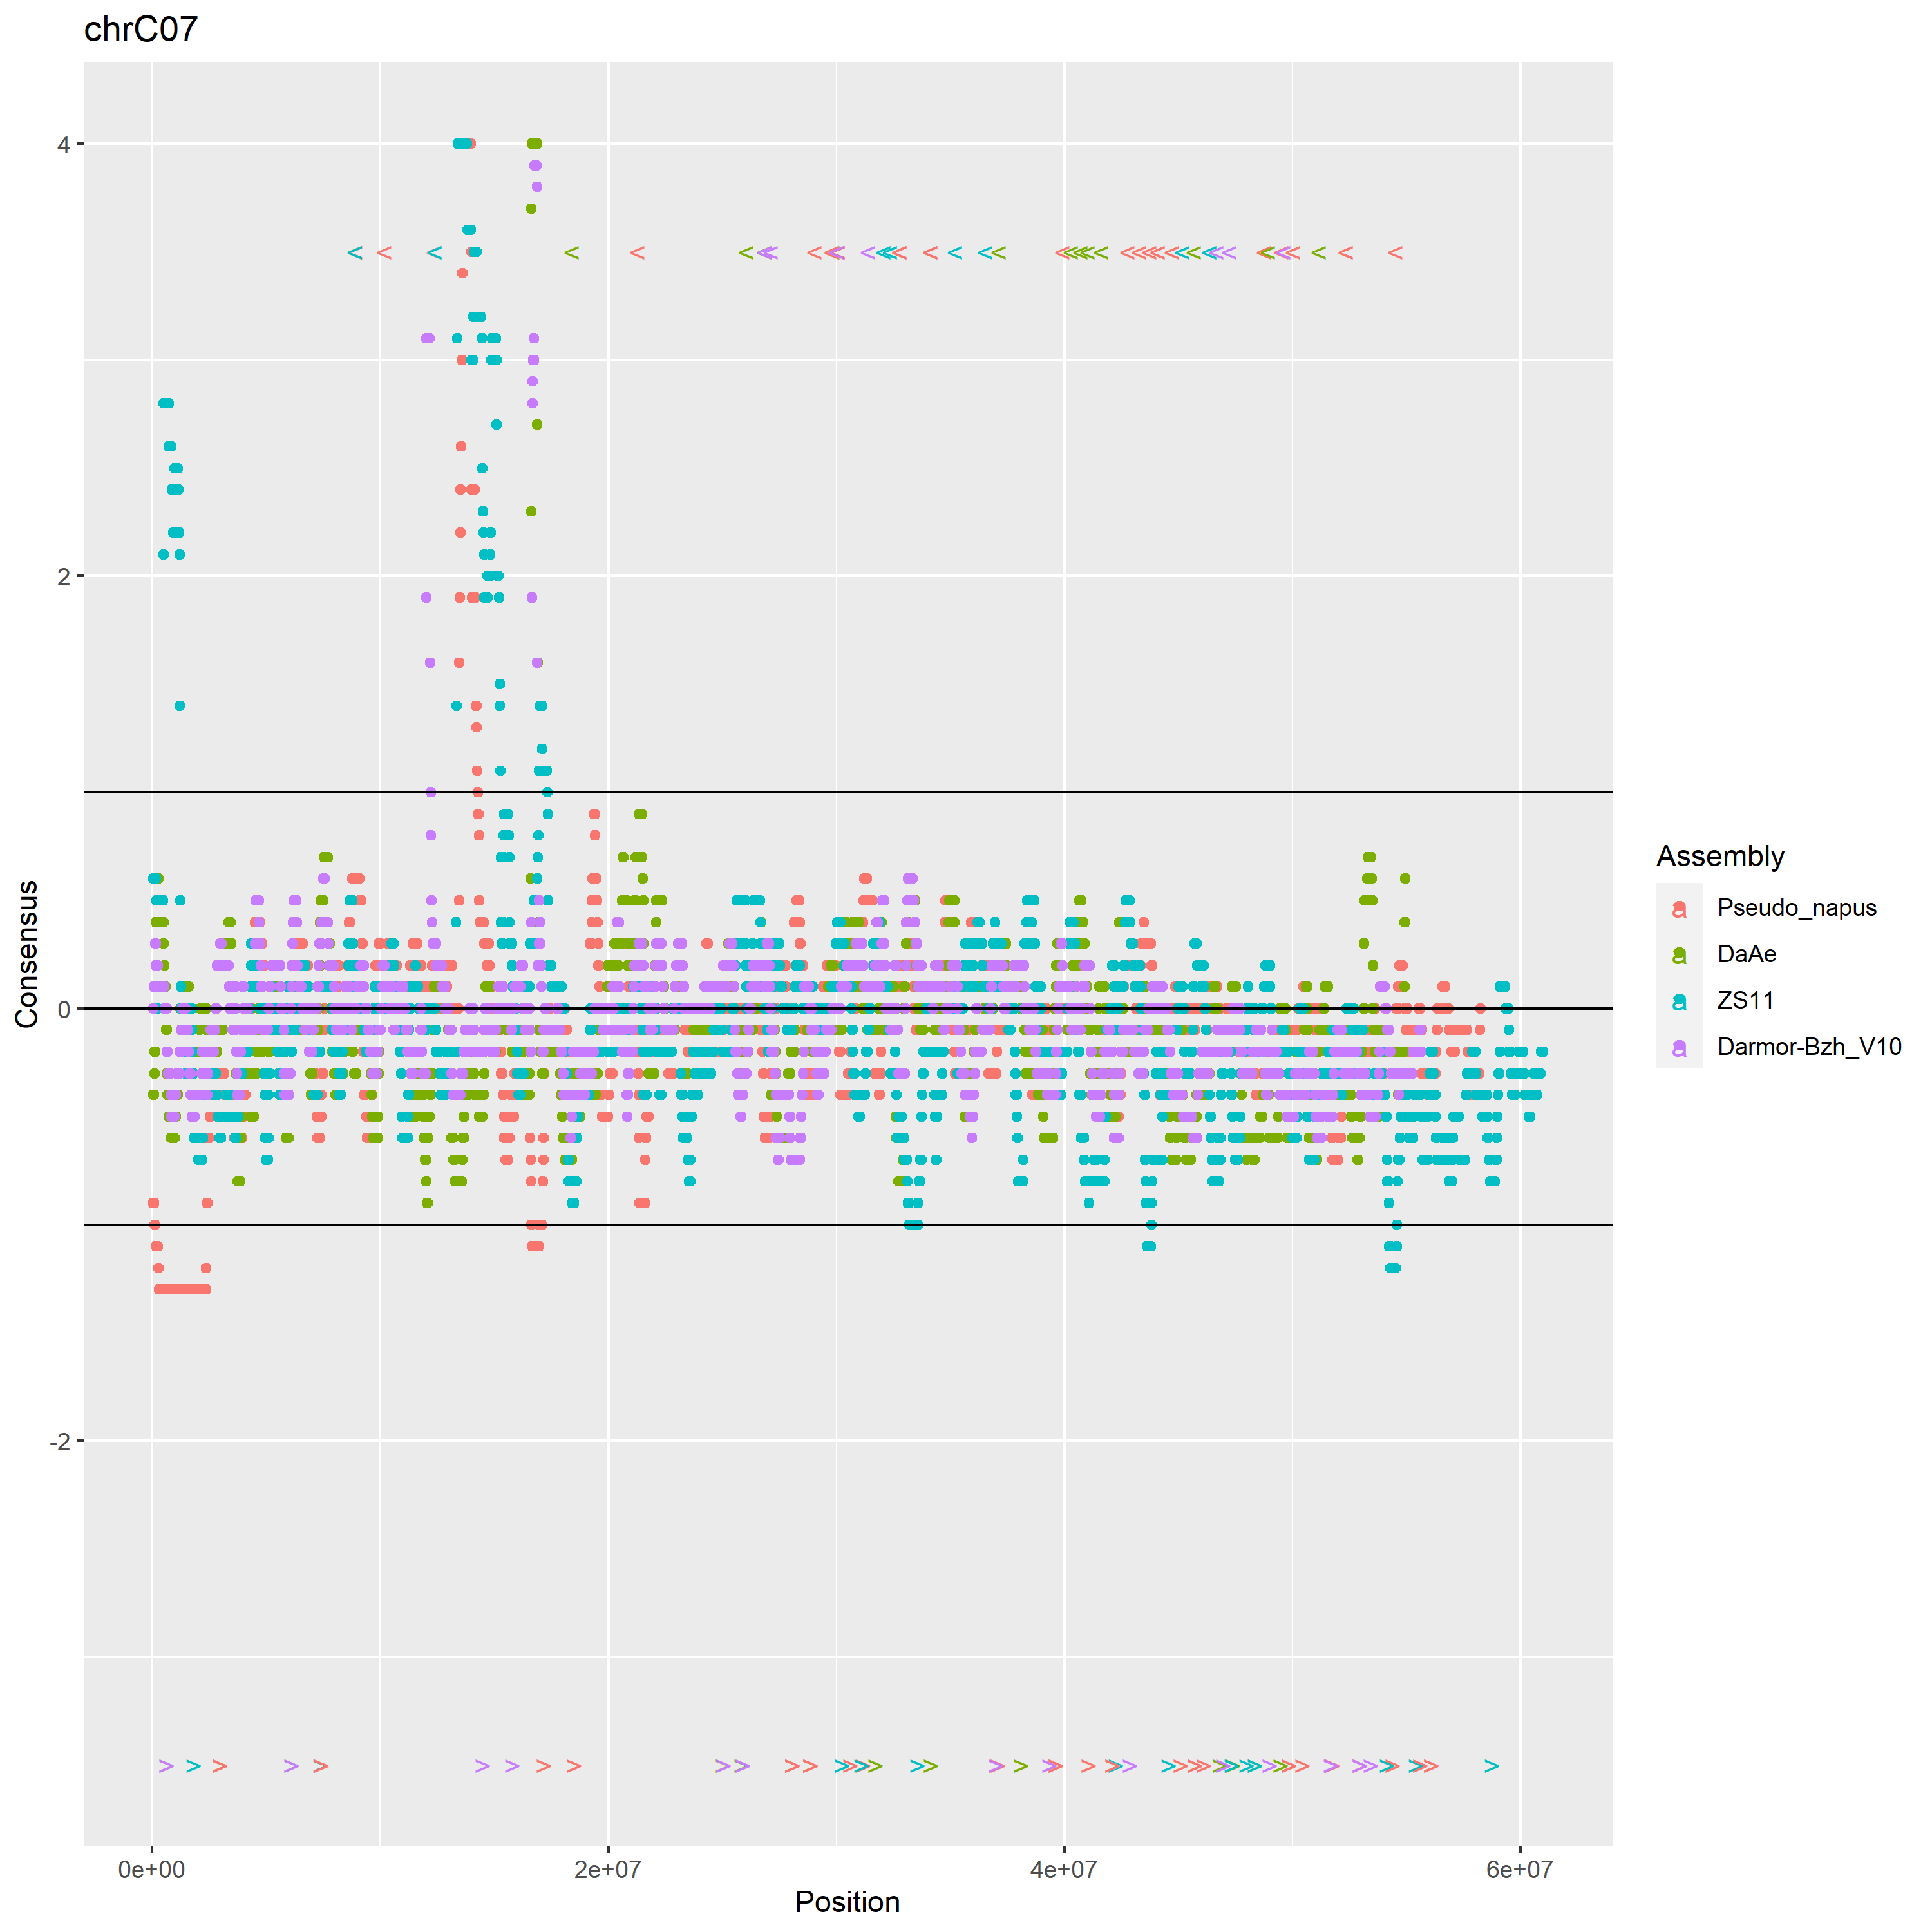 chrC07
4
2
0
-2
Consensus
0e+00 2e+07 4e+07 6e+07
Position
Assembly
a Pseudo_napus
a DaAe
a ZS11
a Darmor-Bzh_V10